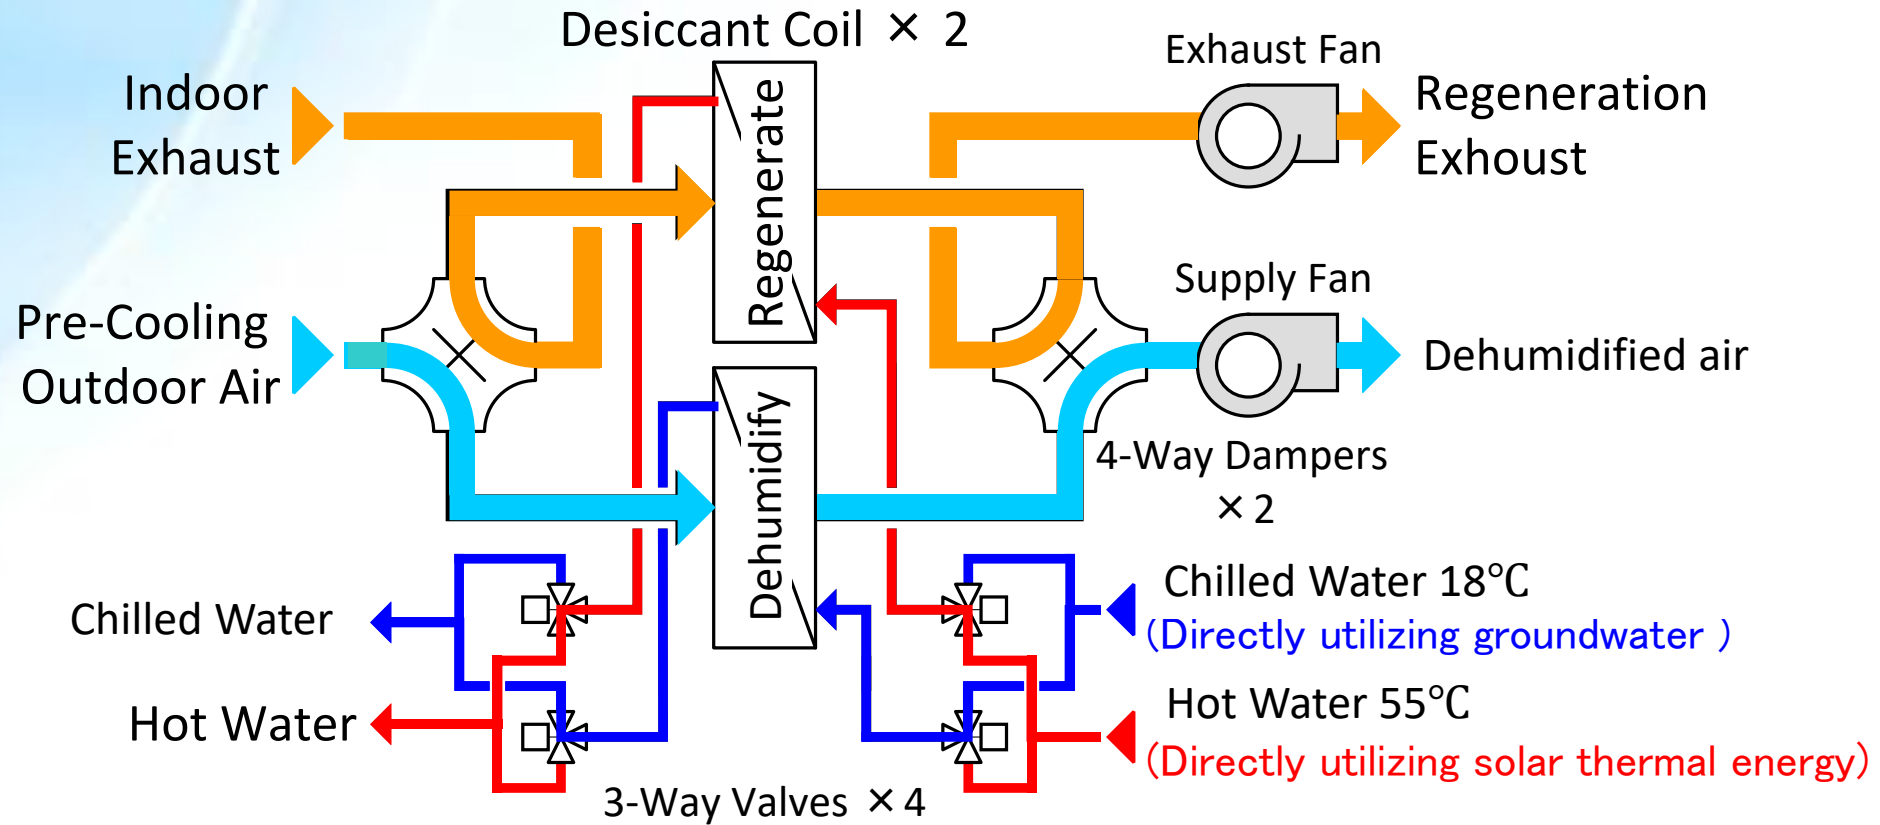 Desiccant Coil × 2
Exhaust Fan
Indoor
Exhaust
Regenerate
Regeneration
Exhoust
Supply Fan
Pre-Cooling
Outdoor Air
Dehumidified air
Dehumidify
4-Way Dampers
×2
Chilled Water
Chilled Water 18℃
(Directly utilizing groundwater )
Hot Water
Hot Water 55℃
(Directly utilizing solar thermal energy)
3-Way Valves ×4